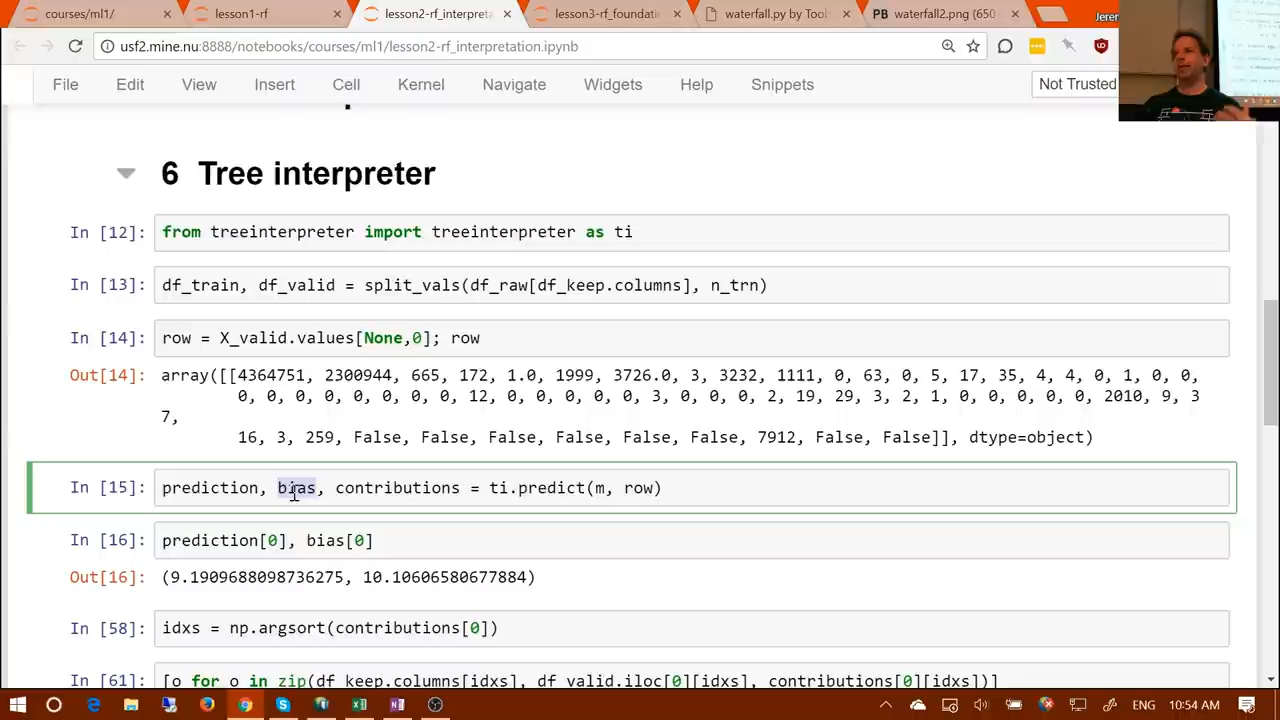 courses/ml1/
lesson1-rf
lesson2-rf_interpreta
lesson3-rf_foundati
waterfall.py
PB
Jerem
usf2.mine.nu:8888/notebooks/courses/ml1/lesson2-rf_interpretation.ipynb
File Edit View Insert Cell Kernel Navigate Widgets Help Snippets
Not Trusted
6 Tree interpreter
In [12]: from treeinterpreter import treeinterpreter as ti
In [13]: df_train, df_valid = split_vals(df_raw[df_keep.columns], n_trn)
In [14]: row = X_valid.values[None,0]; row
Out[14]: array([[4364751, 2300944, 665, 172, 1.0, 1999, 3726.0, 3, 3232, 1111, 0, 63, 0, 5, 17, 35, 4, 4, 0, 1, 0, 0,
0, 0, 0, 0, 0, 0, 0, 0, 12, 0, 0, 0, 0, 0, 3, 0, 0, 0, 2, 19, 29, 3, 2, 1, 0, 0, 0, 0, 0, 2010, 9, 3
7,
16, 3, 259, False, False, False, False, False, False, 7912, False, False]], dtype=object)
In [15]: prediction, bias, contributions = ti.predict(m, row)
In [16]: prediction[0], bias[0]
Out[16]: (9.1909688098736275, 10.10606580677884)
In [58]: idxs = np.argsort(contributions[0])
In [61]: [o for o in zip(df_keep.columns[idxs], df_valid.iloc[0][idxs], contributions[0][idxs])]
ENG 10:54 AM